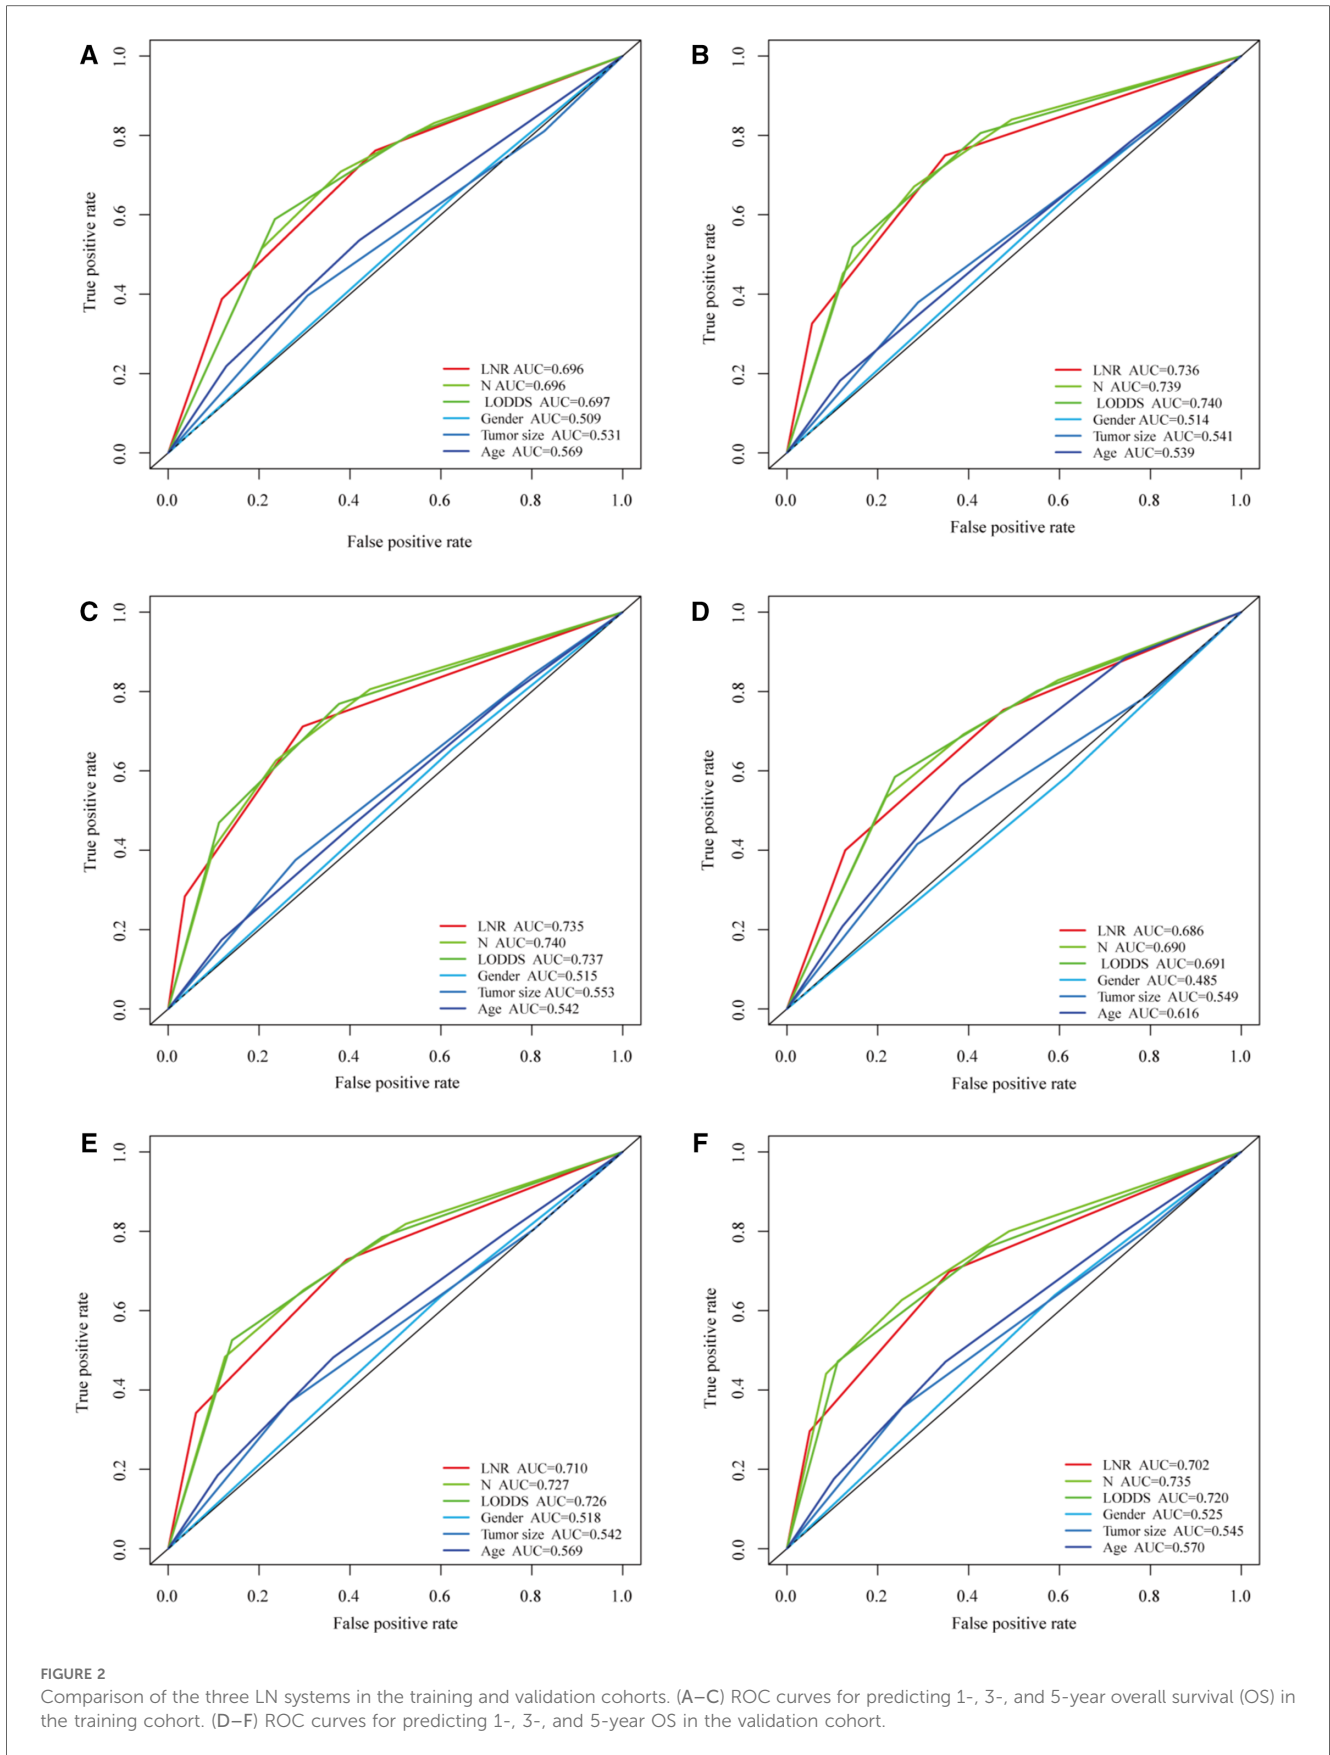 A
1.0
0.8
0.6
0.4
0.2
0.0
True positive rate
LNR AUC=0.696
N AUC=0.696
LODDS AUC=0.697
Gender AUC=0.509
Tumor size AUC=0.531
Age AUC=0.569
0.0 0.2 0.4 0.6 0.8 1.0
False positive rate
B
1.0
0.8
0.6
0.4
0.2
0.0
True positive rate
LNR AUC=0.736
N AUC=0.739
LODDS AUC=0.740
Gender AUC=0.514
Tumor size AUC=0.541
Age AUC=0.539
0.0 0.2 0.4 0.6 0.8 1.0
False positive rate
C
1.0
0.8
0.6
0.4
0.2
0.0
True positive rate
LNR AUC=0.735
N AUC=0.740
LODDS AUC=0.737
Gender AUC=0.515
Tumor size AUC=0.553
Age AUC=0.542
0.0 0.2 0.4 0.6 0.8 1.0
False positive rate
D
1.0
0.8
0.6
0.4
0.2
0.0
True positive rate
LNR AUC=0.686
N AUC=0.690
LODDS AUC=0.691
Gender AUC=0.485
Tumor size AUC=0.549
Age AUC=0.616
0.0 0.2 0.4 0.6 0.8 1.0
False positive rate
E
1.0
0.8
0.6
0.4
0.2
0.0
True positive rate
LNR AUC=0.710
N AUC=0.727
LODDS AUC=0.726
Gender AUC=0.518
Tumor size AUC=0.542
Age AUC=0.569
0.0 0.2 0.4 0.6 0.8 1.0
False positive rate
F
1.0
0.8
0.6
0.4
0.2
0.0
True positive rate
LNR AUC=0.702
N AUC=0.735
LODDS AUC=0.720
Gender AUC=0.525
Tumor size AUC=0.545
Age AUC=0.570
0.0 0.2 0.4 0.6 0.8 1.0
False positive rate
FIGURE 2
Comparison of the three LN systems in the training and validation cohorts. (A–C) ROC curves for predicting 1-, 3-, and 5-year overall survival (OS) in
the training cohort. (D–F) ROC curves for predicting 1-, 3-, and 5-year OS in the validation cohort.